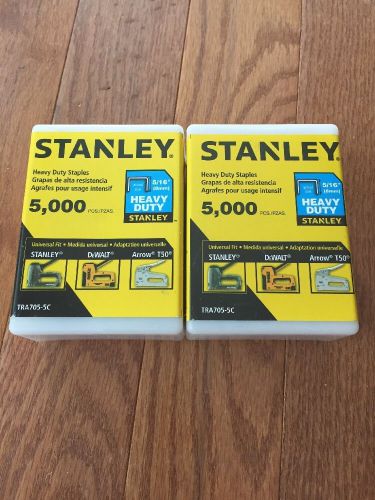 STANLEY®
Heavy Duty Staples
Grapas de alta resistencia
Agrafes pour usage intensif
5/16"
(8mm)
HEAVY
DUTY
STANLEY
5,000 PCS./PZAS.
Universal Fit • Medida universal • Adaptation universelle
STANLEY® DeWALT® Arrow® T50®
TRA705-5C
STANLEY®
Heavy Duty Staples
Grapas de alta resistencia
Agrafes pour usage intensif
5/16"
(8mm)
HEAVY
DUTY
STANLEY
5,000 PCS./PZAS.
Universal Fit • Medida universal • Adaptation universelle
STANLEY® DeWALT® Arrow® T50®
TRA705-5C